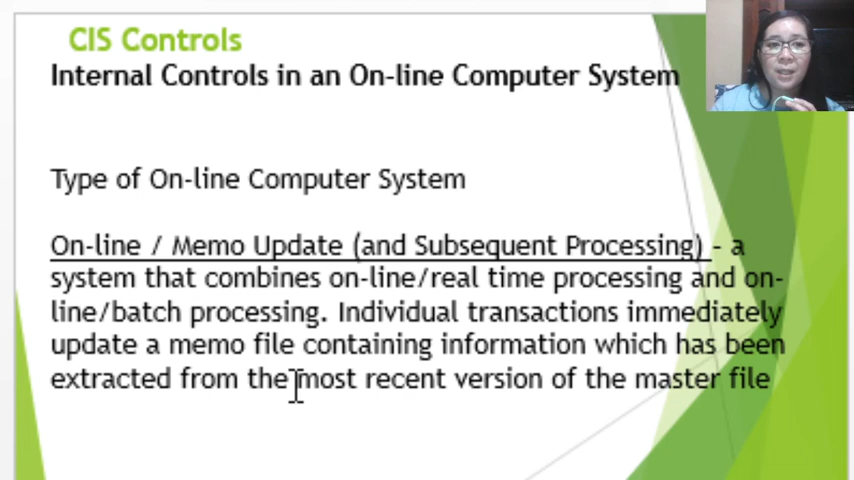 CIS Controls
Internal Controls in an On-line Computer System
Type of On-line Computer System
On-line / Memo Update (and Subsequent Processing) - a
system that combines on-line/real time processing and on-
line/batch processing. Individual transactions immediately
update a memo file containing information which has been
extracted from the most recent version of the master file